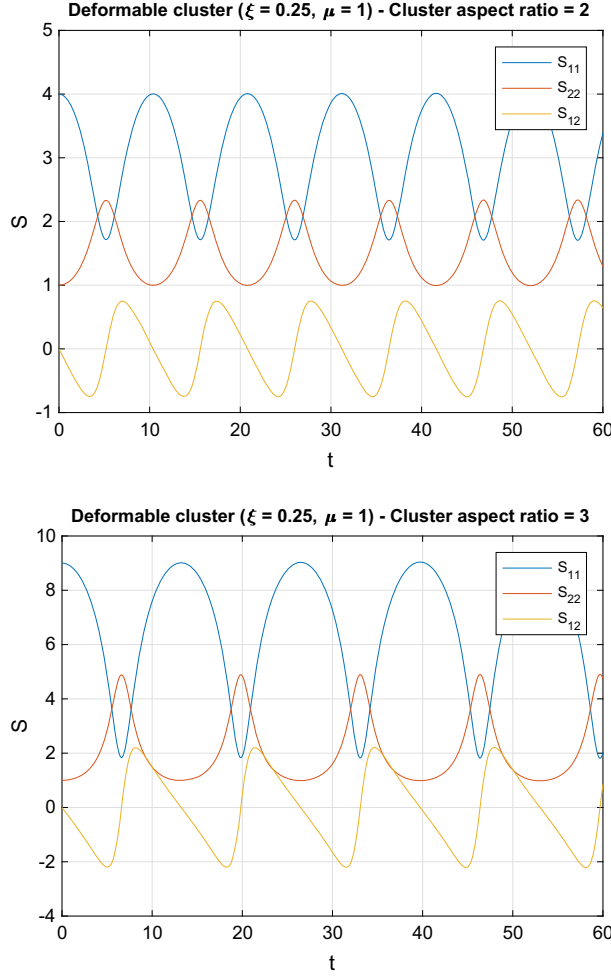 Deformable cluster (ξ = 0.25, μ = 1) - Cluster aspect ratio = 2
5
4
3
2
1
0
-1
S
S11
S22
S12
0 10 20 30 40 50 60
t
Deformable cluster (ξ = 0.25, μ = 1) - Cluster aspect ratio = 3
10
8
6
4
2
0
-2
-4
S
S11
S22
S12
0 10 20 30 40 50 60
t